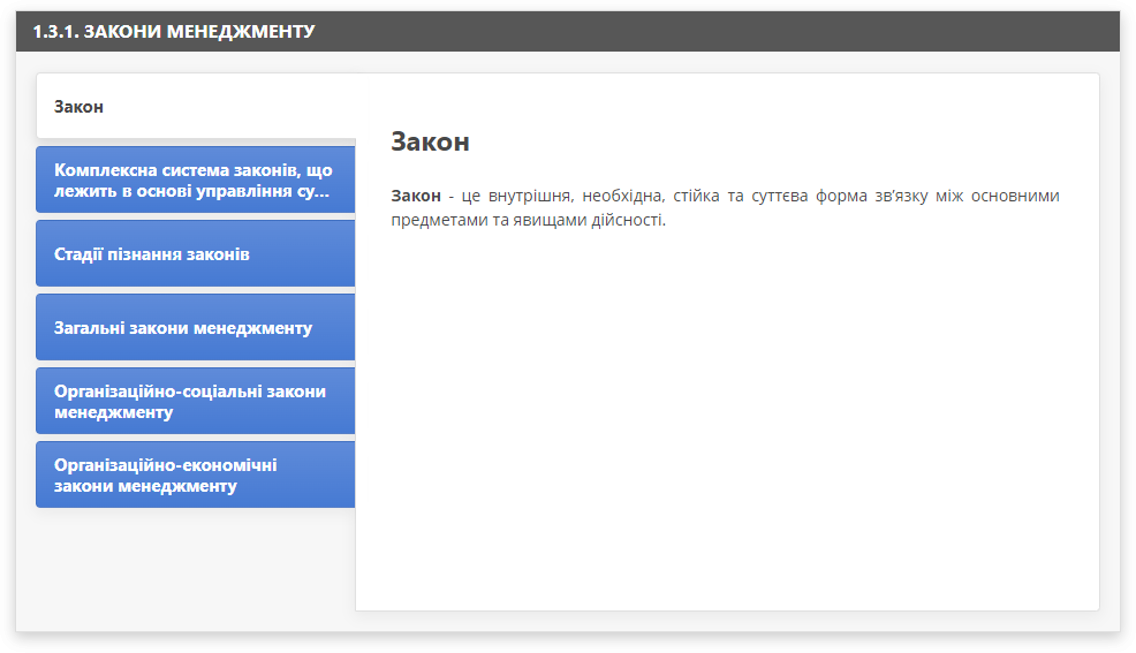 1.3.1. ЗАКОНИ МЕНЕДЖМЕНТУ
Закон
Комплексна система законів, що
лежить в основі управління су...
Стадії пізнання законів
Загальні закони менеджменту
Організаційно-соціальні закони
менеджменту
Організаційно-економічні
закони менеджменту
Закон
Закон - це внутрішня, необхідна, стійка та суттєва форма зв’язку між основними
предметами та явищами дійсності.